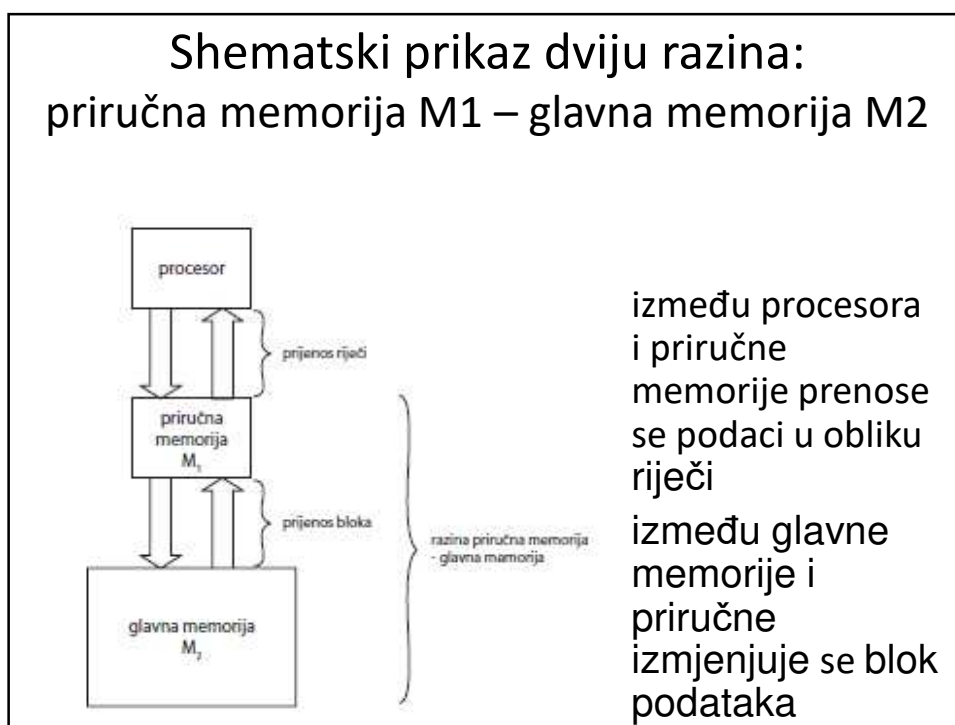 Shematski prikaz dviju razina:
priručna memorija M1 – glavna memorija M2
procesor
prijenos riječi
priručna
memorija
M₁
prijenos bloka
razina priručna memorija
- glavna mamorija
glavna memorija
M₂
između procesora
i priručne
memorije prenose
se podaci u obliku
riječi
između glavne
memorije i
priručne
izmjenjuje se blok
podataka